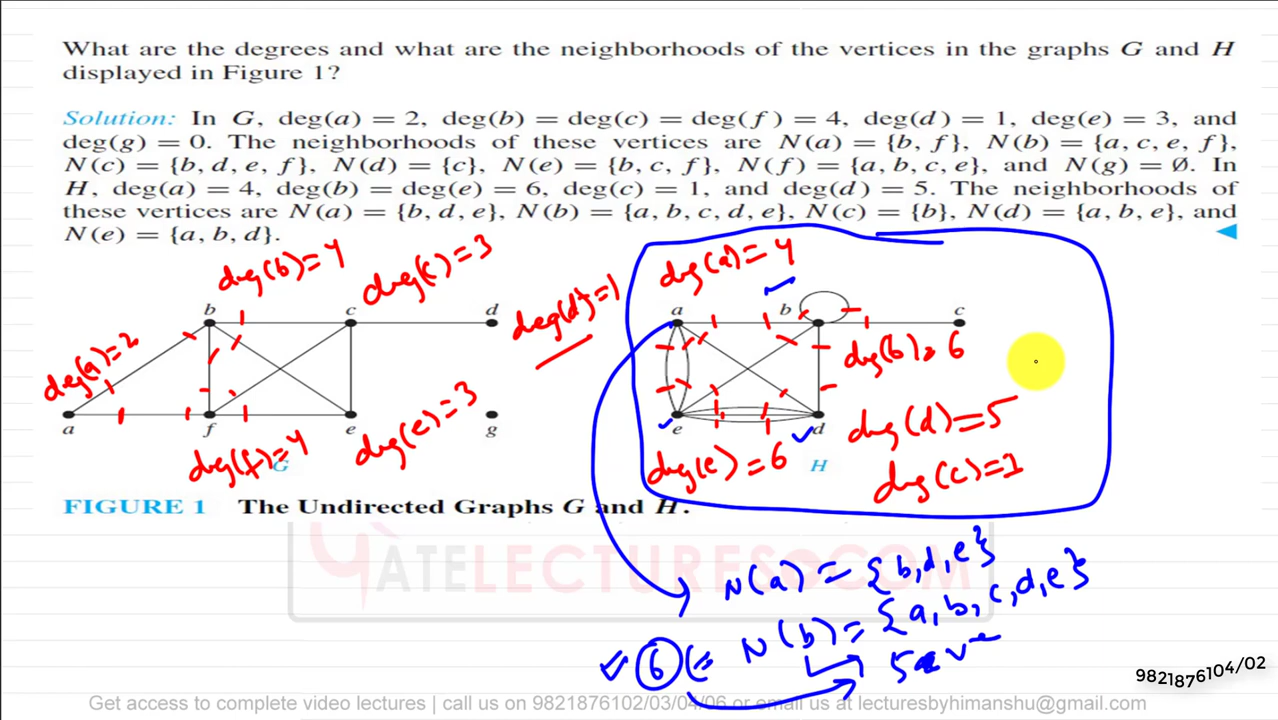 What are the degrees and what are the neighborhoods of the vertices in the graphs G and H
displayed in Figure 1?
Solution: In G, deg(a) = 2, deg(b) = deg(c) = deg(f) = 4, deg(d) = 1, deg(e) = 3, and
deg(g) = 0. The neighborhoods of these vertices are N(a) = {b, f}, N(b) = {a, c, e, f},
N(c) = {b, d, e, f}, N(d) = {c}, N(e) = {b, c, f}, N(f) = {a, b, c, e}, and N(g) = ∅. In
H, deg(a) = 4, deg(b) = deg(e) = 6, deg(c) = 1, and deg(d) = 5. The neighborhoods of
these vertices are N(a) = {b, d, e}, N(b) = {a, b, c, d, e}, N(c) = {b}, N(d) = {a, b, e}, and
N(e) = {a, b, d}.
deg(b)=4 deg(c)=3 deg(a)=4
b c d a b c
deg(a)=2 deg(d)=1 deg(b)=6
a f e g e d
deg(f)=4 deg(e)=3 deg(d)=5
G deg(e)=6 H deg(c)=1
FIGURE 1 The Undirected Graphs G and H.
YATELECTURES.COM
N(a) = {b,d,e}
N(b) = {a,b,c,d,e}
6 = 5
9821876104/02
Get access to complete video lectures | call us on 9821876102/03/04/06 or email us at lecturesbyhimanshu@gmail.com